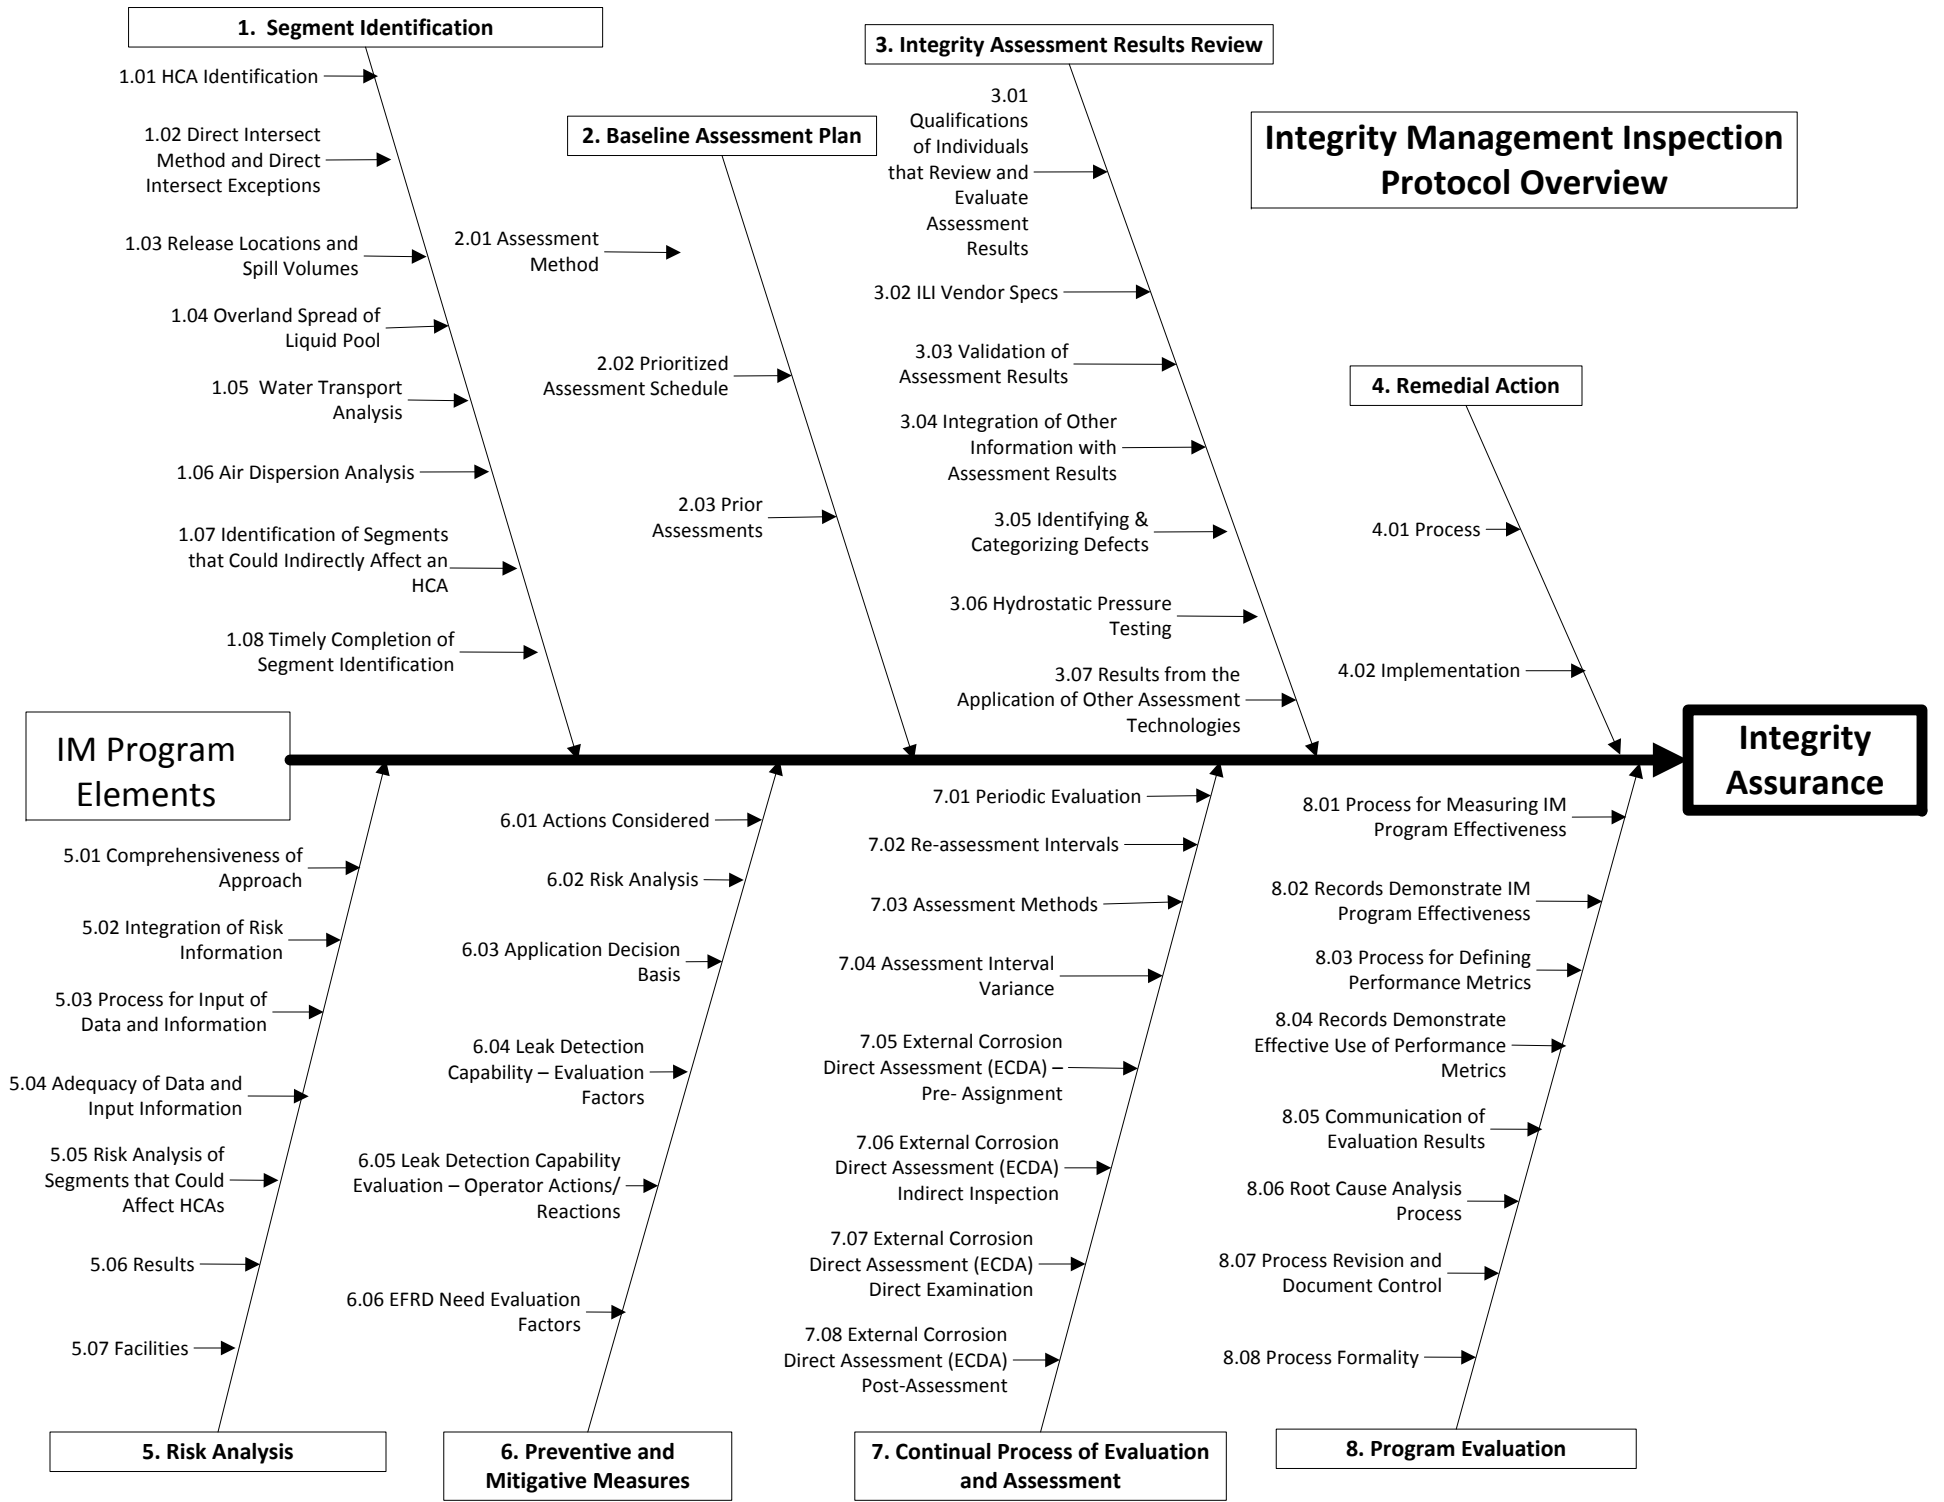 1. Segment Identification
1.01 HCA Identification
1.02 Direct Intersect
Method and Direct
Intersect Exceptions
1.03 Release Locations and
Spill Volumes
1.04 Overland Spread of
Liquid Pool
1.05 Water Transport
Analysis
1.06 Air Dispersion Analysis
1.07 Identification of Segments
that Could Indirectly Affect an
HCA
1.08 Timely Completion of
Segment Identification
2. Baseline Assessment Plan
2.01 Assessment
Method
2.02 Prioritized
Assessment Schedule
2.03 Prior
Assessments
3. Integrity Assessment Results Review
3.01
Qualifications
of Individuals
that Review and
Evaluate
Assessment
Results
3.02 ILI Vendor Specs
3.03 Validation of
Assessment Results
3.04 Integration of Other
Information with
Assessment Results
3.05 Identifying &
Categorizing Defects
3.06 Hydrostatic Pressure
Testing
3.07 Results from the
Application of Other Assessment
Technologies
Integrity Management Inspection
Protocol Overview
4. Remedial Action
4.01 Process
4.02 Implementation
IM Program
Elements
Integrity
Assurance
5.01 Comprehensiveness of
Approach
5.02 Integration of Risk
Information
5.03 Process for Input of
Data and Information
5.04 Adequacy of Data and
Input Information
5.05 Risk Analysis of
Segments that Could
Affect HCAs
5.06 Results
5.07 Facilities
5. Risk Analysis
6.01 Actions Considered
6.02 Risk Analysis
6.03 Application Decision
Basis
6.04 Leak Detection
Capability – Evaluation
Factors
6.05 Leak Detection Capability
Evaluation – Operator Actions/
Reactions
6.06 EFRD Need Evaluation
Factors
6. Preventive and
Mitigative Measures
7.01 Periodic Evaluation
7.02 Re-assessment Intervals
7.03 Assessment Methods
7.04 Assessment Interval
Variance
7.05 External Corrosion
Direct Assessment (ECDA) –
Pre- Assignment
7.06 External Corrosion
Direct Assessment (ECDA)
Indirect Inspection
7.07 External Corrosion
Direct Assessment (ECDA)
Direct Examination
7.08 External Corrosion
Direct Assessment (ECDA)
Post-Assessment
7. Continual Process of Evaluation
and Assessment
8.01 Process for Measuring IM
Program Effectiveness
8.02 Records Demonstrate IM
Program Effectiveness
8.03 Process for Defining
Performance Metrics
8.04 Records Demonstrate
Effective Use of Performance
Metrics
8.05 Communication of
Evaluation Results
8.06 Root Cause Analysis
Process
8.07 Process Revision and
Document Control
8.08 Process Formality
8. Program Evaluation